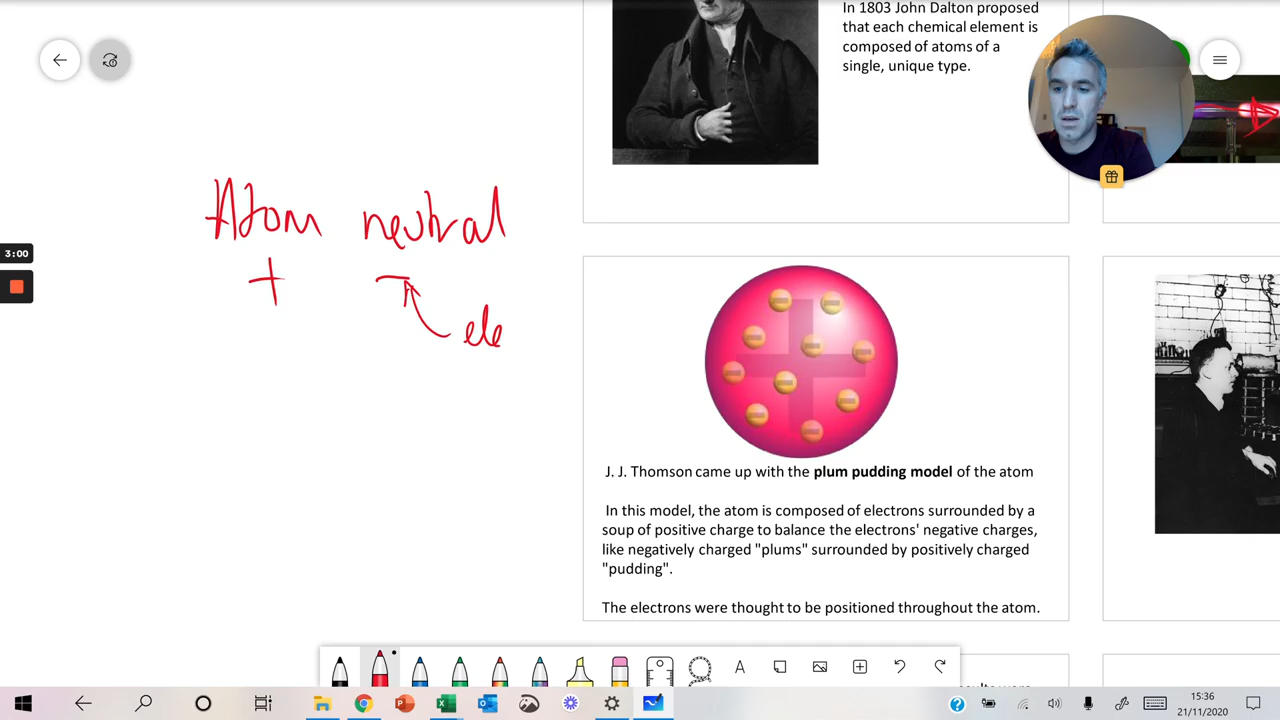 In 1803 John Dalton proposed
that each chemical element is
composed of atoms of a
single, unique type.
Atom neutral
+ −
ele
3:00
J. J. Thomson came up with the plum pudding model of the atom
In this model, the atom is composed of electrons surrounded by a
soup of positive charge to balance the electrons' negative charges,
like negatively charged "plums" surrounded by positively charged
"pudding".
The electrons were thought to be positioned throughout the atom.
15:36
21/11/2020